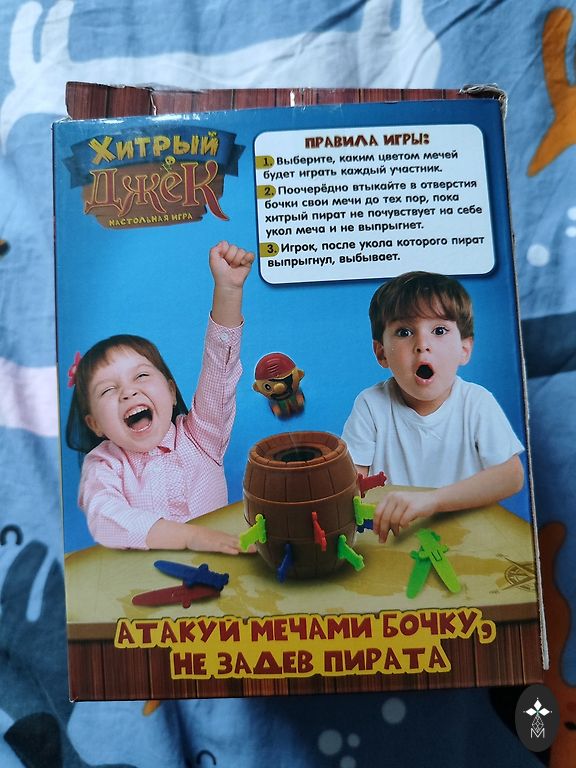 Хитрый
Джек
настольная игра
Правила игры:
1. Выберите, каким цветом мечей
будет играть каждый участник.
2. Поочерёдно втыкайте в отверстия
бочки свои мечи до тех пор, пока
хитрый пират не почувствует на себе
укол меча и не выпрыгнет.
3. Игрок, после укола которого пират
выпрыгнул, выбывает.
Атакуй мечами бочку,
не задев пирата
М